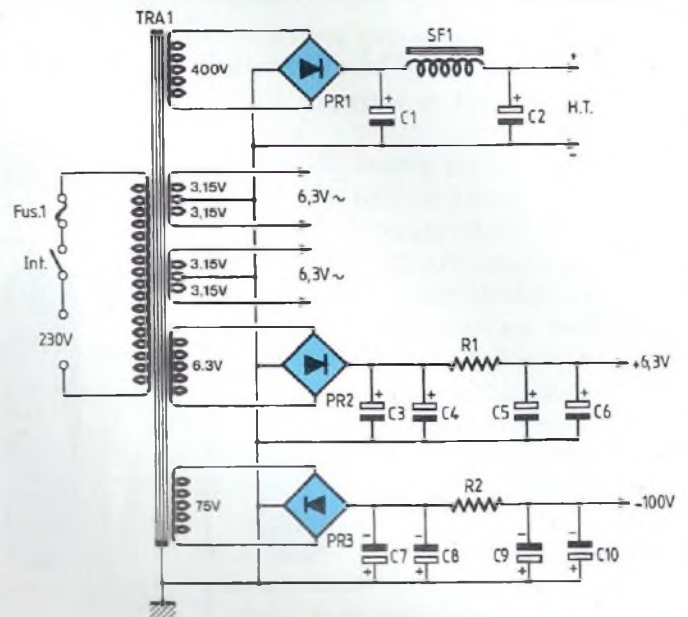 TRA1
400V
PR1
SF1
+
+
C1
+
C2
H.T.
−
Fus.1
Int.
230V
3,15V
3,15V
6,3V~
3,15V
3,15V
6,3V~
6.3V
PR2
R1
+6,3V
+
C3
+
C4
+
C5
+
C6
75V
PR3
R2
−100V
−
C7
+
−
C8
+
−
C9
+
−
C10
+